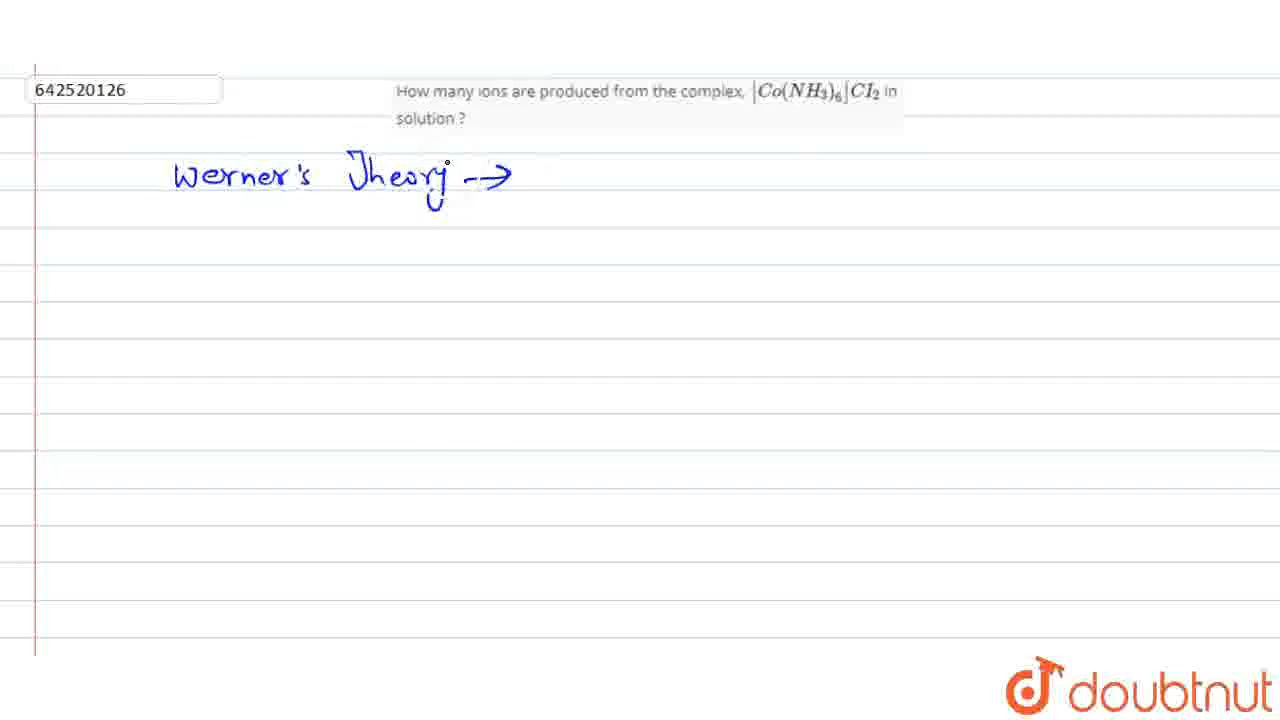 642520126
How many ions are produced from the complex, [Co(NH₃)₆]CI₂ in
solution ?
Werner's Theory →
doubtnut